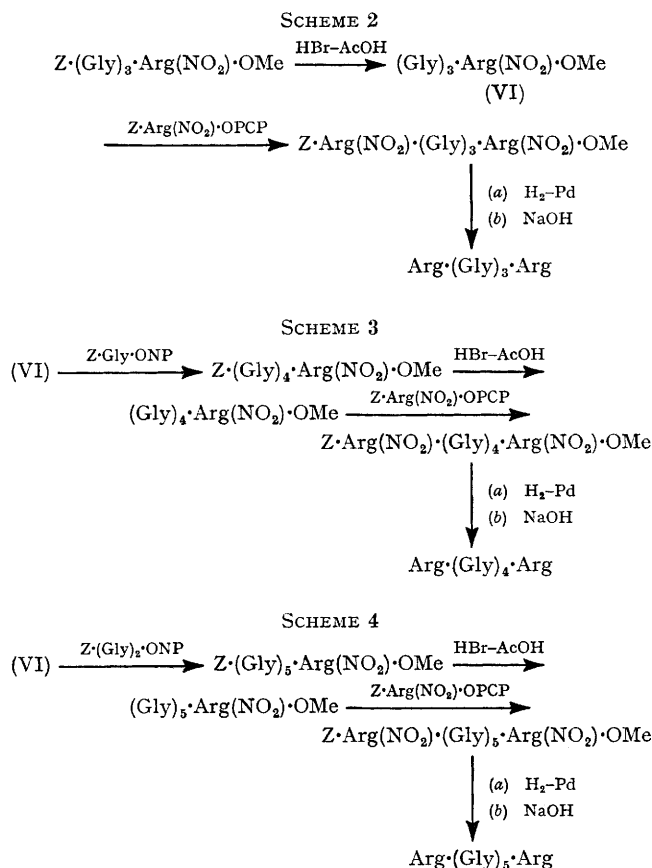 SCHEME 2
Z·(Gly)₃·Arg(NO₂)·OMe HBr–AcOH (Gly)₃·Arg(NO₂)·OMe
(VI)
Z·Arg(NO₂)·OPCP Z·Arg(NO₂)·(Gly)₃·Arg(NO₂)·OMe
(a) H₂–Pd
(b) NaOH
Arg·(Gly)₃·Arg
SCHEME 3
(VI) Z·Gly·ONP Z·(Gly)₄·Arg(NO₂)·OMe HBr–AcOH
(Gly)₄·Arg(NO₂)·OMe Z·Arg(NO₂)·OPCP
Z·Arg(NO₂)·(Gly)₄·Arg(NO₂)·OMe
(a) H₂–Pd
(b) NaOH
Arg·(Gly)₄·Arg
SCHEME 4
(VI) Z·(Gly)₂·ONP Z·(Gly)₅·Arg(NO₂)·OMe HBr–AcOH
(Gly)₅·Arg(NO₂)·OMe Z·Arg(NO₂)·OPCP
Z·Arg(NO₂)·(Gly)₅·Arg(NO₂)·OMe
(a) H₂–Pd
(b) NaOH
Arg·(Gly)₅·Arg